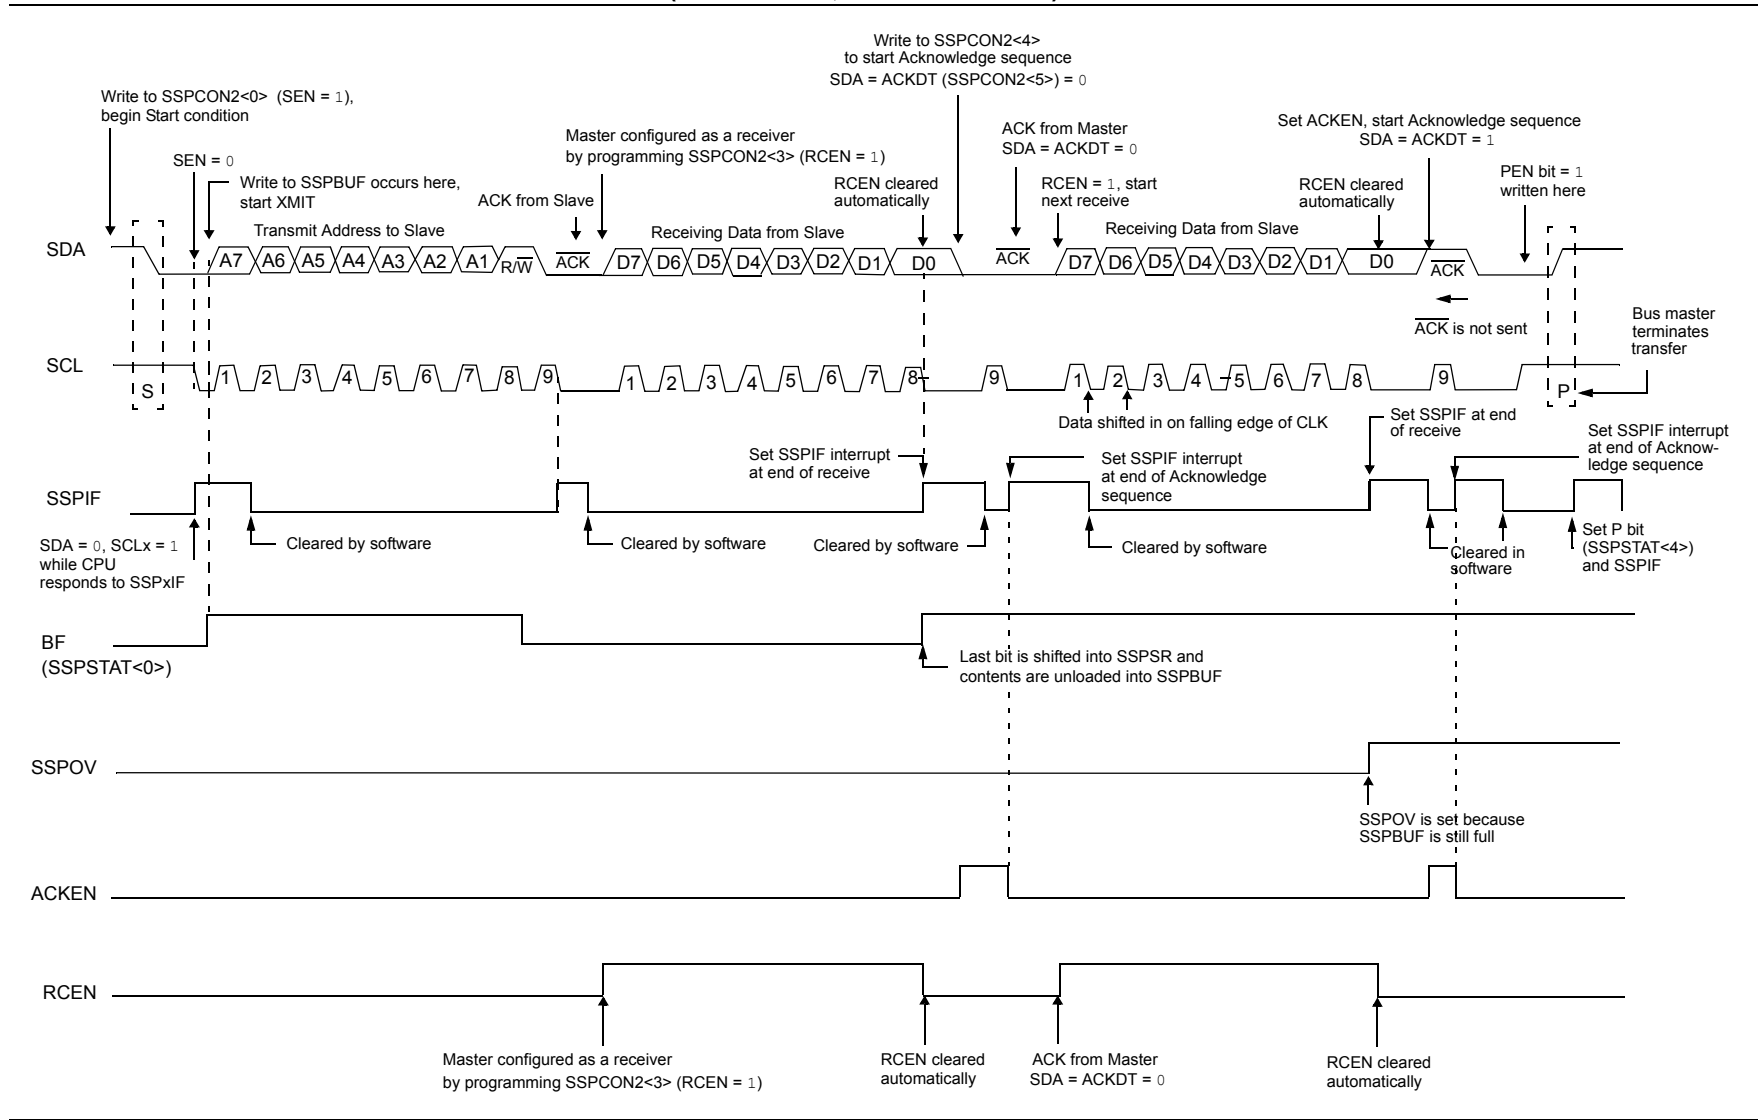 Write to SSPCON2<4>
to start Acknowledge sequence
SDA = ACKDT (SSPCON2<5>) = 0
Write to SSPCON2<0> (SEN = 1),
begin Start condition
Master configured as a receiver
by programming SSPCON2<3> (RCEN = 1)
ACK from Master
SDA = ACKDT = 0
Set ACKEN, start Acknowledge sequence
SDA = ACKDT = 1
SEN = 0
Write to SSPBUF occurs here,
start XMIT
ACK from Slave
RCEN cleared
automatically
RCEN = 1, start
next receive
RCEN cleared
automatically
PEN bit = 1
written here
Transmit Address to Slave
Receiving Data from Slave
Receiving Data from Slave
SDA
A7 A6 A5 A4 A3 A2 A1 R/W ACK D7 D6 D5 D4 D3 D2 D1 D0 ACK D7 D6 D5 D4 D3 D2 D1 D0 ACK
ACK is not sent
Bus master
terminates
transfer
SCL
S 1 2 3 4 5 6 7 8 9 1 2 3 4 5 6 7 8 9 1 2 3 4 5 6 7 8 9 P
Data shifted in on falling edge of CLK
Set SSPIF at end
of receive
Set SSPIF interrupt
at end of receive
Set SSPIF interrupt
at end of Acknowledge
sequence
Set SSPIF interrupt
at end of Acknow-
ledge sequence
SSPIF
SDA = 0, SCLx = 1
while CPU
responds to SSPxIF
Cleared by software
Cleared by software
Cleared by software
Cleared by software
Cleared in
software
Set P bit
(SSPSTAT<4>)
and SSPIF
BF
(SSPSTAT<0>)
Last bit is shifted into SSPSR and
contents are unloaded into SSPBUF
SSPOV
SSPOV is set because
SSPBUF is still full
ACKEN
RCEN
Master configured as a receiver
by programming SSPCON2<3> (RCEN = 1)
RCEN cleared
automatically
ACK from Master
SDA = ACKDT = 0
RCEN cleared
automatically